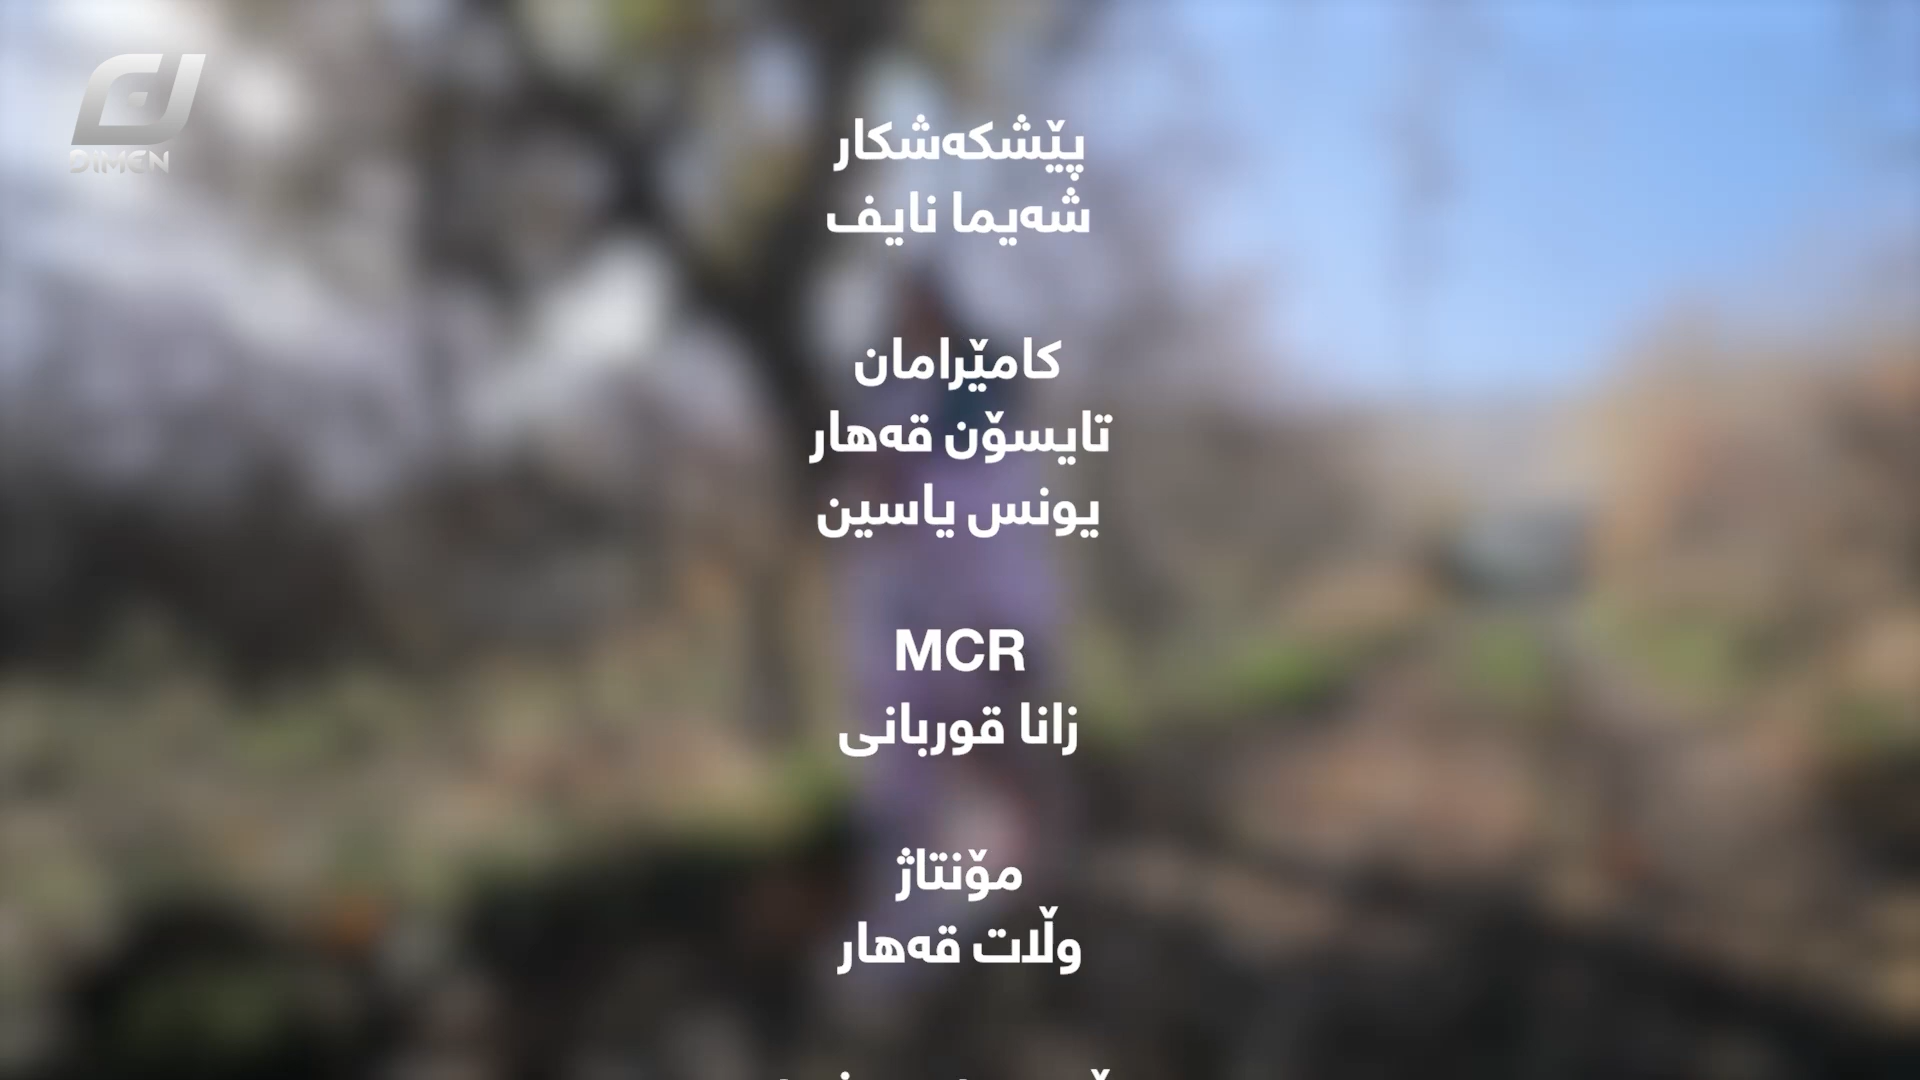 DIMEN
پێشکەشکار
شەیما نایف
کامێرامان
تایسۆن قەهار
یونس یاسین
MCR
زانا قوربانی
مۆنتاژ
وڵات قەهار